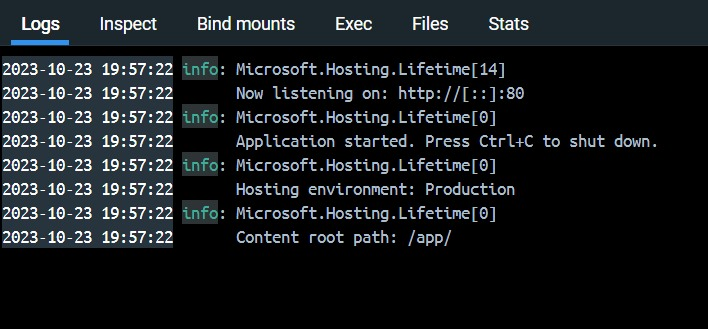 Logs Inspect Bind mounts Exec Files Stats
2023-10-23 19:57:22 info: Microsoft.Hosting.Lifetime[14]
2023-10-23 19:57:22       Now listening on: http://[::]:80
2023-10-23 19:57:22 info: Microsoft.Hosting.Lifetime[0]
2023-10-23 19:57:22       Application started. Press Ctrl+C to shut down.
2023-10-23 19:57:22 info: Microsoft.Hosting.Lifetime[0]
2023-10-23 19:57:22       Hosting environment: Production
2023-10-23 19:57:22 info: Microsoft.Hosting.Lifetime[0]
2023-10-23 19:57:22       Content root path: /app/